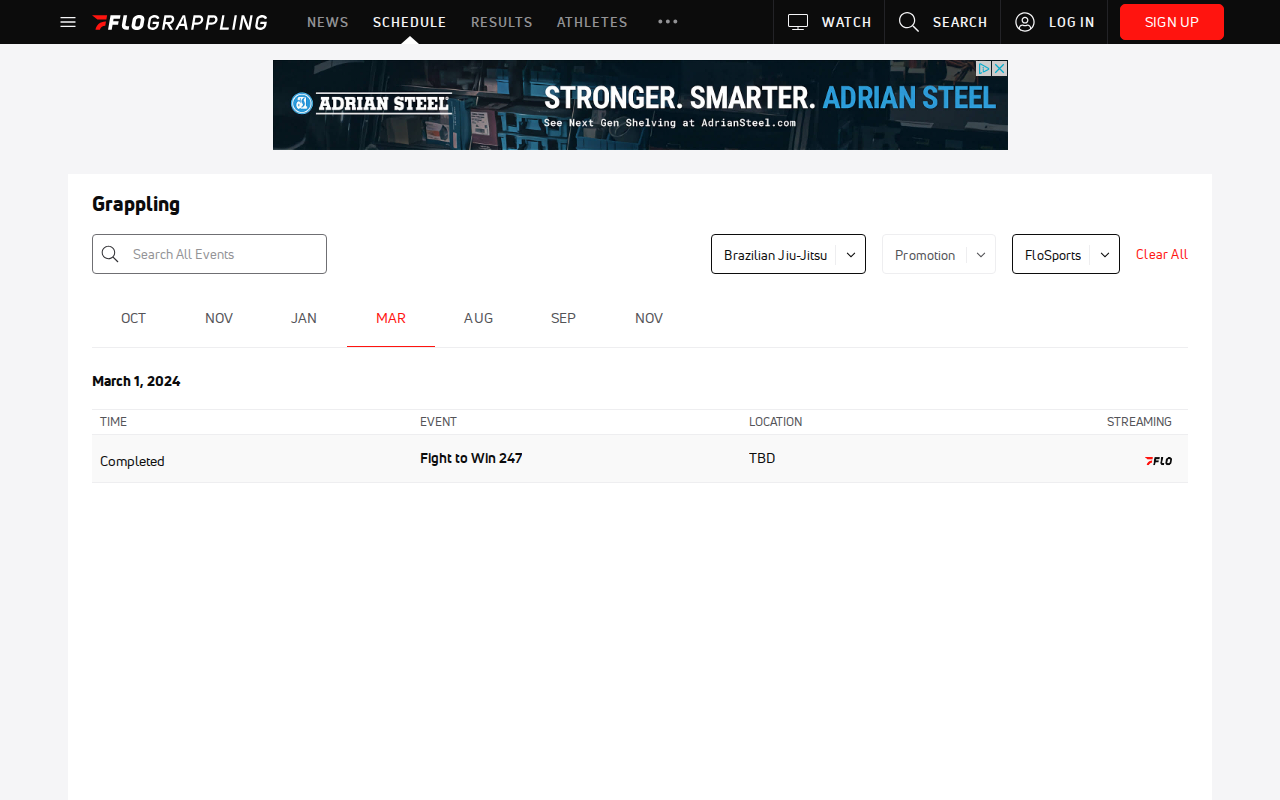 FLOGRAPPLING NEWS SCHEDULE RESULTS ATHLETES WATCH SEARCH LOG IN SIGN UP
ADRIAN STEEL STRONGER. SMARTER. ADRIAN STEEL
See Next Gen Shelving at AdrianSteel.com
Grappling
Search All Events Brazilian Jiu-Jitsu Promotion FloSports Clear All
OCT NOV JAN MAR AUG SEP NOV
March 1, 2024
TIME EVENT LOCATION STREAMING
Completed Fight to Win 247 TBD FLO